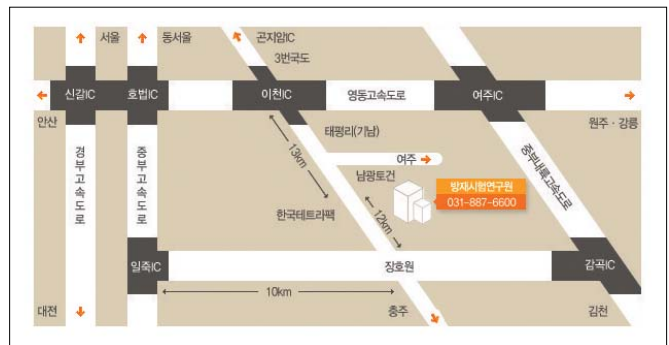 서울
동서울
곤지암IC
3번국도
신갈IC
호법IC
이천IC
영동고속도로
여주IC
안산
원주 · 강릉
태평리(기남)
여주
경부고속도로
중부고속도로
13km
남광토건
방재시험연구원
031-887-6600
중부내륙고속도로
한국테트라팩
12km
일죽IC
장호원
감곡IC
10km
대전
충주
김천